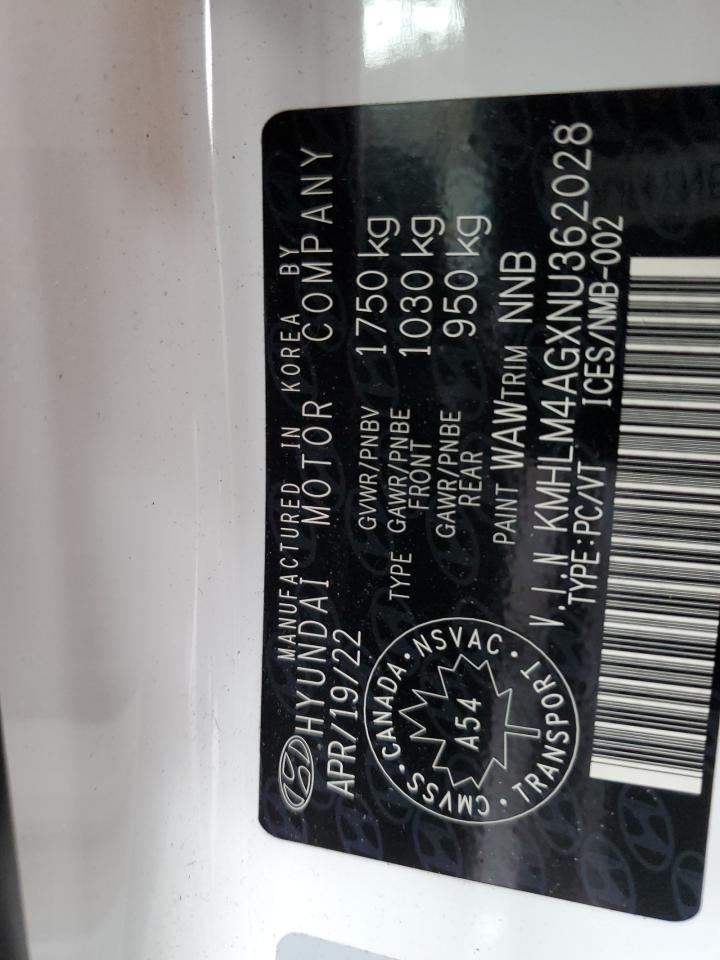 MANUFACTURED IN KOREA BY
HYUNDAI MOTOR COMPANY
APR/19/22
GVWR/PNBV 1750 kg
TYPE GAWR/PNBE FRONT 1030 kg
GAWR/PNBE REAR 950 kg
PAINT WAW TRIM NNB
V.I.N KMHLM4AGXNU362028
TYPE:PC/VT ICES/NMB-002
CMVSS · CANADA · NSVAC · TRANSPORT ·
A54